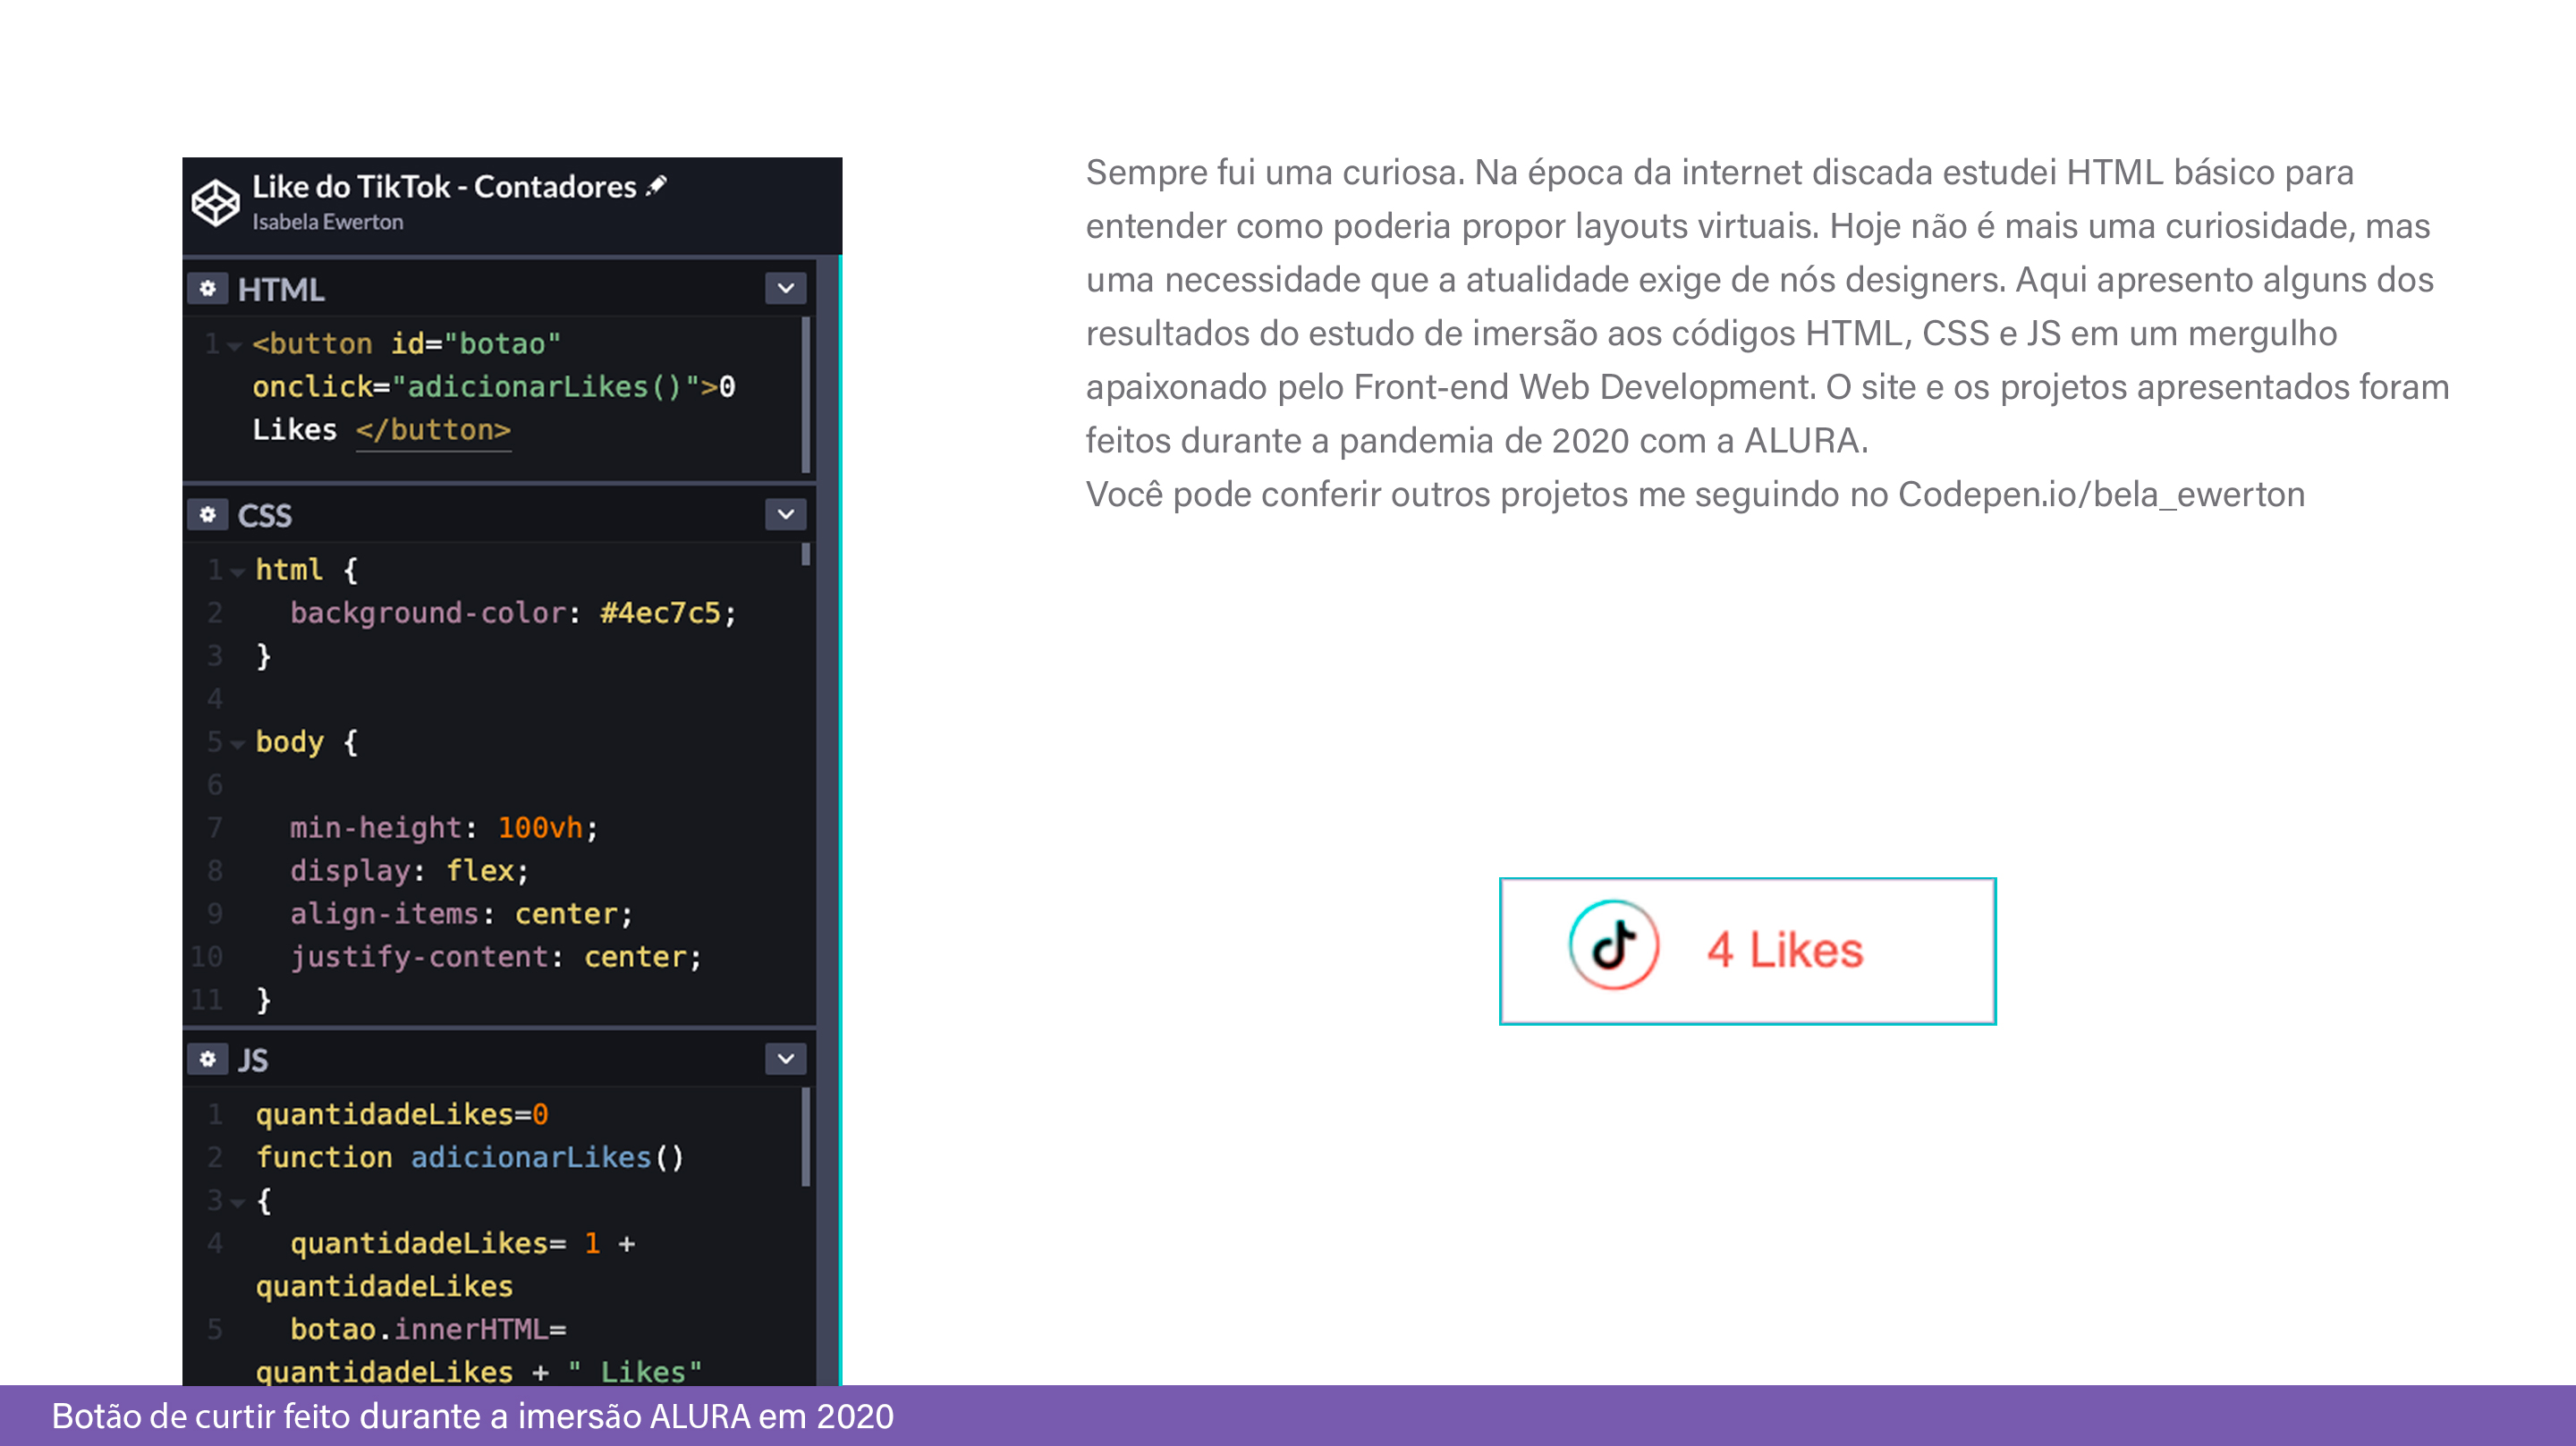 Like do TikTok - Contadores
Isabela Ewerton
HTML
1 <button id="botao"
onclick="adicionarLikes()">0
Likes </button>
CSS
1 html {
2 background-color: #4ec7c5;
3 }
4
5 body {
6
7 min-height: 100vh;
8 display: flex;
9 align-items: center;
10 justify-content: center;
11 }
JS
1 quantidadeLikes=0
2 function adicionarLikes()
3 {
4 quantidadeLikes= 1 +
quantidadeLikes
5 botao.innerHTML=
quantidadeLikes + " Likes"
Sempre fui uma curiosa. Na época da internet discada estudei HTML básico para
entender como poderia propor layouts virtuais. Hoje não é mais uma curiosidade, mas
uma necessidade que a atualidade exige de nós designers. Aqui apresento alguns dos
resultados do estudo de imersão aos códigos HTML, CSS e JS em um mergulho
apaixonado pelo Front-end Web Development. O site e os projetos apresentados foram
feitos durante a pandemia de 2020 com a ALURA.
Você pode conferir outros projetos me seguindo no Codepen.io/bela_ewerton
4 Likes
Botão de curtir feito durante a imersão ALURA em 2020